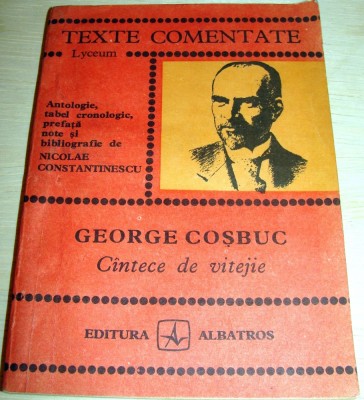 TEXTE COMENTATE
Lyceum
Antologie,
tabel cronologic,
prefață
note și
bibliografie de
NICOLAE
CONSTANTINESCU
GEORGE COȘBUC
Cîntece de vitejie
EDITURA ALBATROS